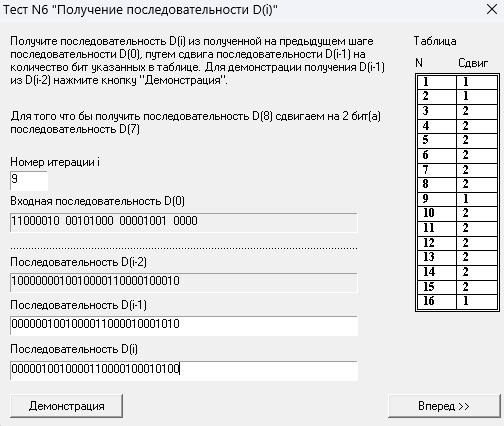 Тест N6 "Получение последовательности D(i)"
Получите последовательность D(i) из полученной на предыдущем шаге
последовательности D(0), путем сдвига последовательности D(i-1) на
количество бит указанных в таблице. Для демонстрации получения D(i-1)
из D(i-2) нажмите кнопку "Демонстрация".
Для того что бы получить последовательность D(8) сдвигаем на 2 бит(а)
последовательность D(7)
Номер итерации i
9
Входная последовательность D(0)
11000010 00101000 00001001 0000
Последовательность D(i-2)
1000000010010000110000100010
Последовательность D(i-1)
0000001001000011000010001010
Последовательность D(i)
0000010010000110000100010100
Демонстрация
Таблица
N Сдвиг
1 1
2 1
3 2
4 2
5 2
6 2
7 2
8 2
9 1
10 2
11 2
12 2
13 2
14 2
15 2
16 1
Вперед >>